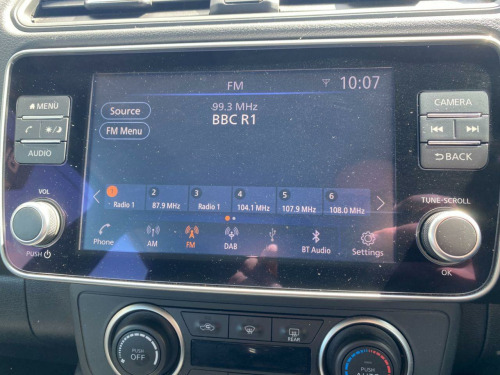 MENU
AUDIO
VOL
PUSH
FM
10:07
Source
99.3 MHz
BBC R1
FM Menu
1 2 3 4 5 6
Radio 1 87.9 MHz Radio 1 104.1 MHz 107.9 MHz 108.0 MHz
Phone AM FM DAB BT Audio Settings
CAMERA
BACK
TUNE-SCROLL
OK
REAR
PUSH
OFF
PUSH